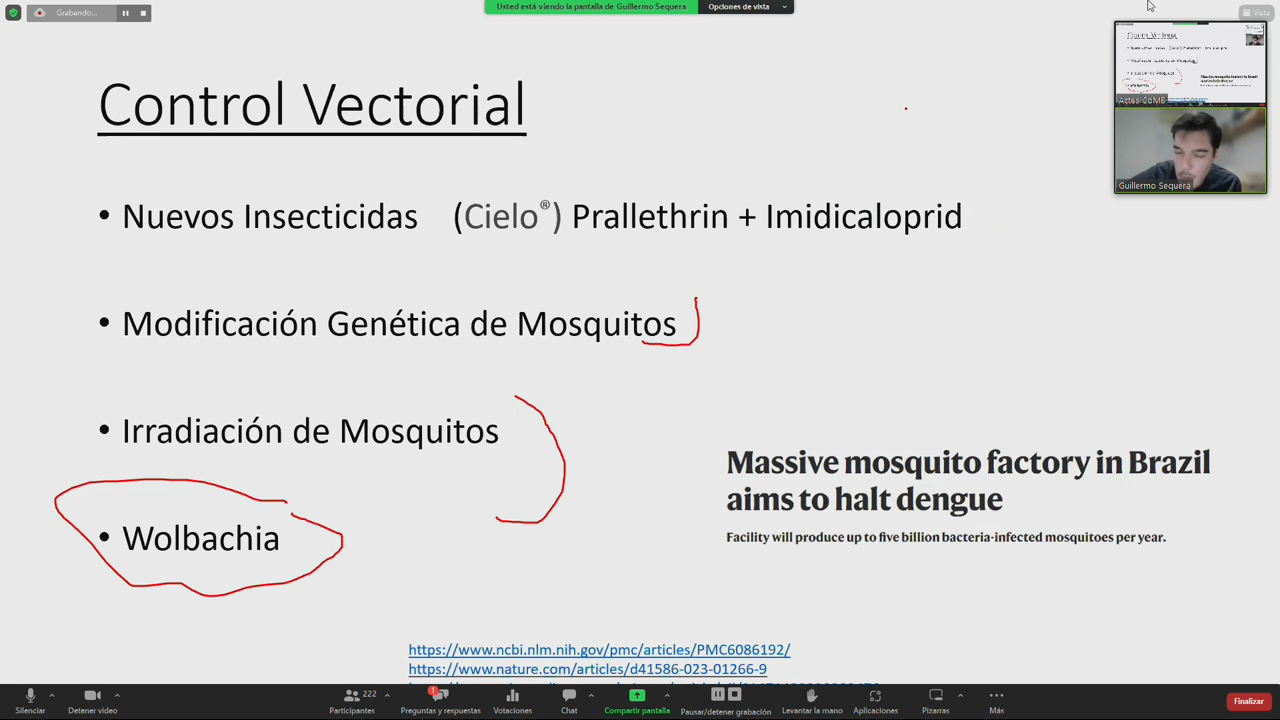 Grabando...
Usted está viendo la pantalla de Guillermo Sequera
Opciones de vista
Vista
Control Vectorial
Actes CoMB
Guillermo Sequera
• Nuevos Insecticidas (Cielo®) Prallethrin + Imidicaloprid
• Modificación Genética de Mosquitos
• Irradiación de Mosquitos
• Wolbachia
Massive mosquito factory in Brazil
aims to halt dengue
Facility will produce up to five billion bacteria-infected mosquitoes per year.
https://www.ncbi.nlm.nih.gov/pmc/articles/PMC6086192/
https://www.nature.com/articles/d41586-023-01266-9
Silenciar
Detener video
222
Participantes
1
Preguntas y respuestas
Votaciones
Chat
Compartir pantalla
Pausar/detener grabación
Levantar la mano
Aplicaciones
Pizarras
Más
Finalizar